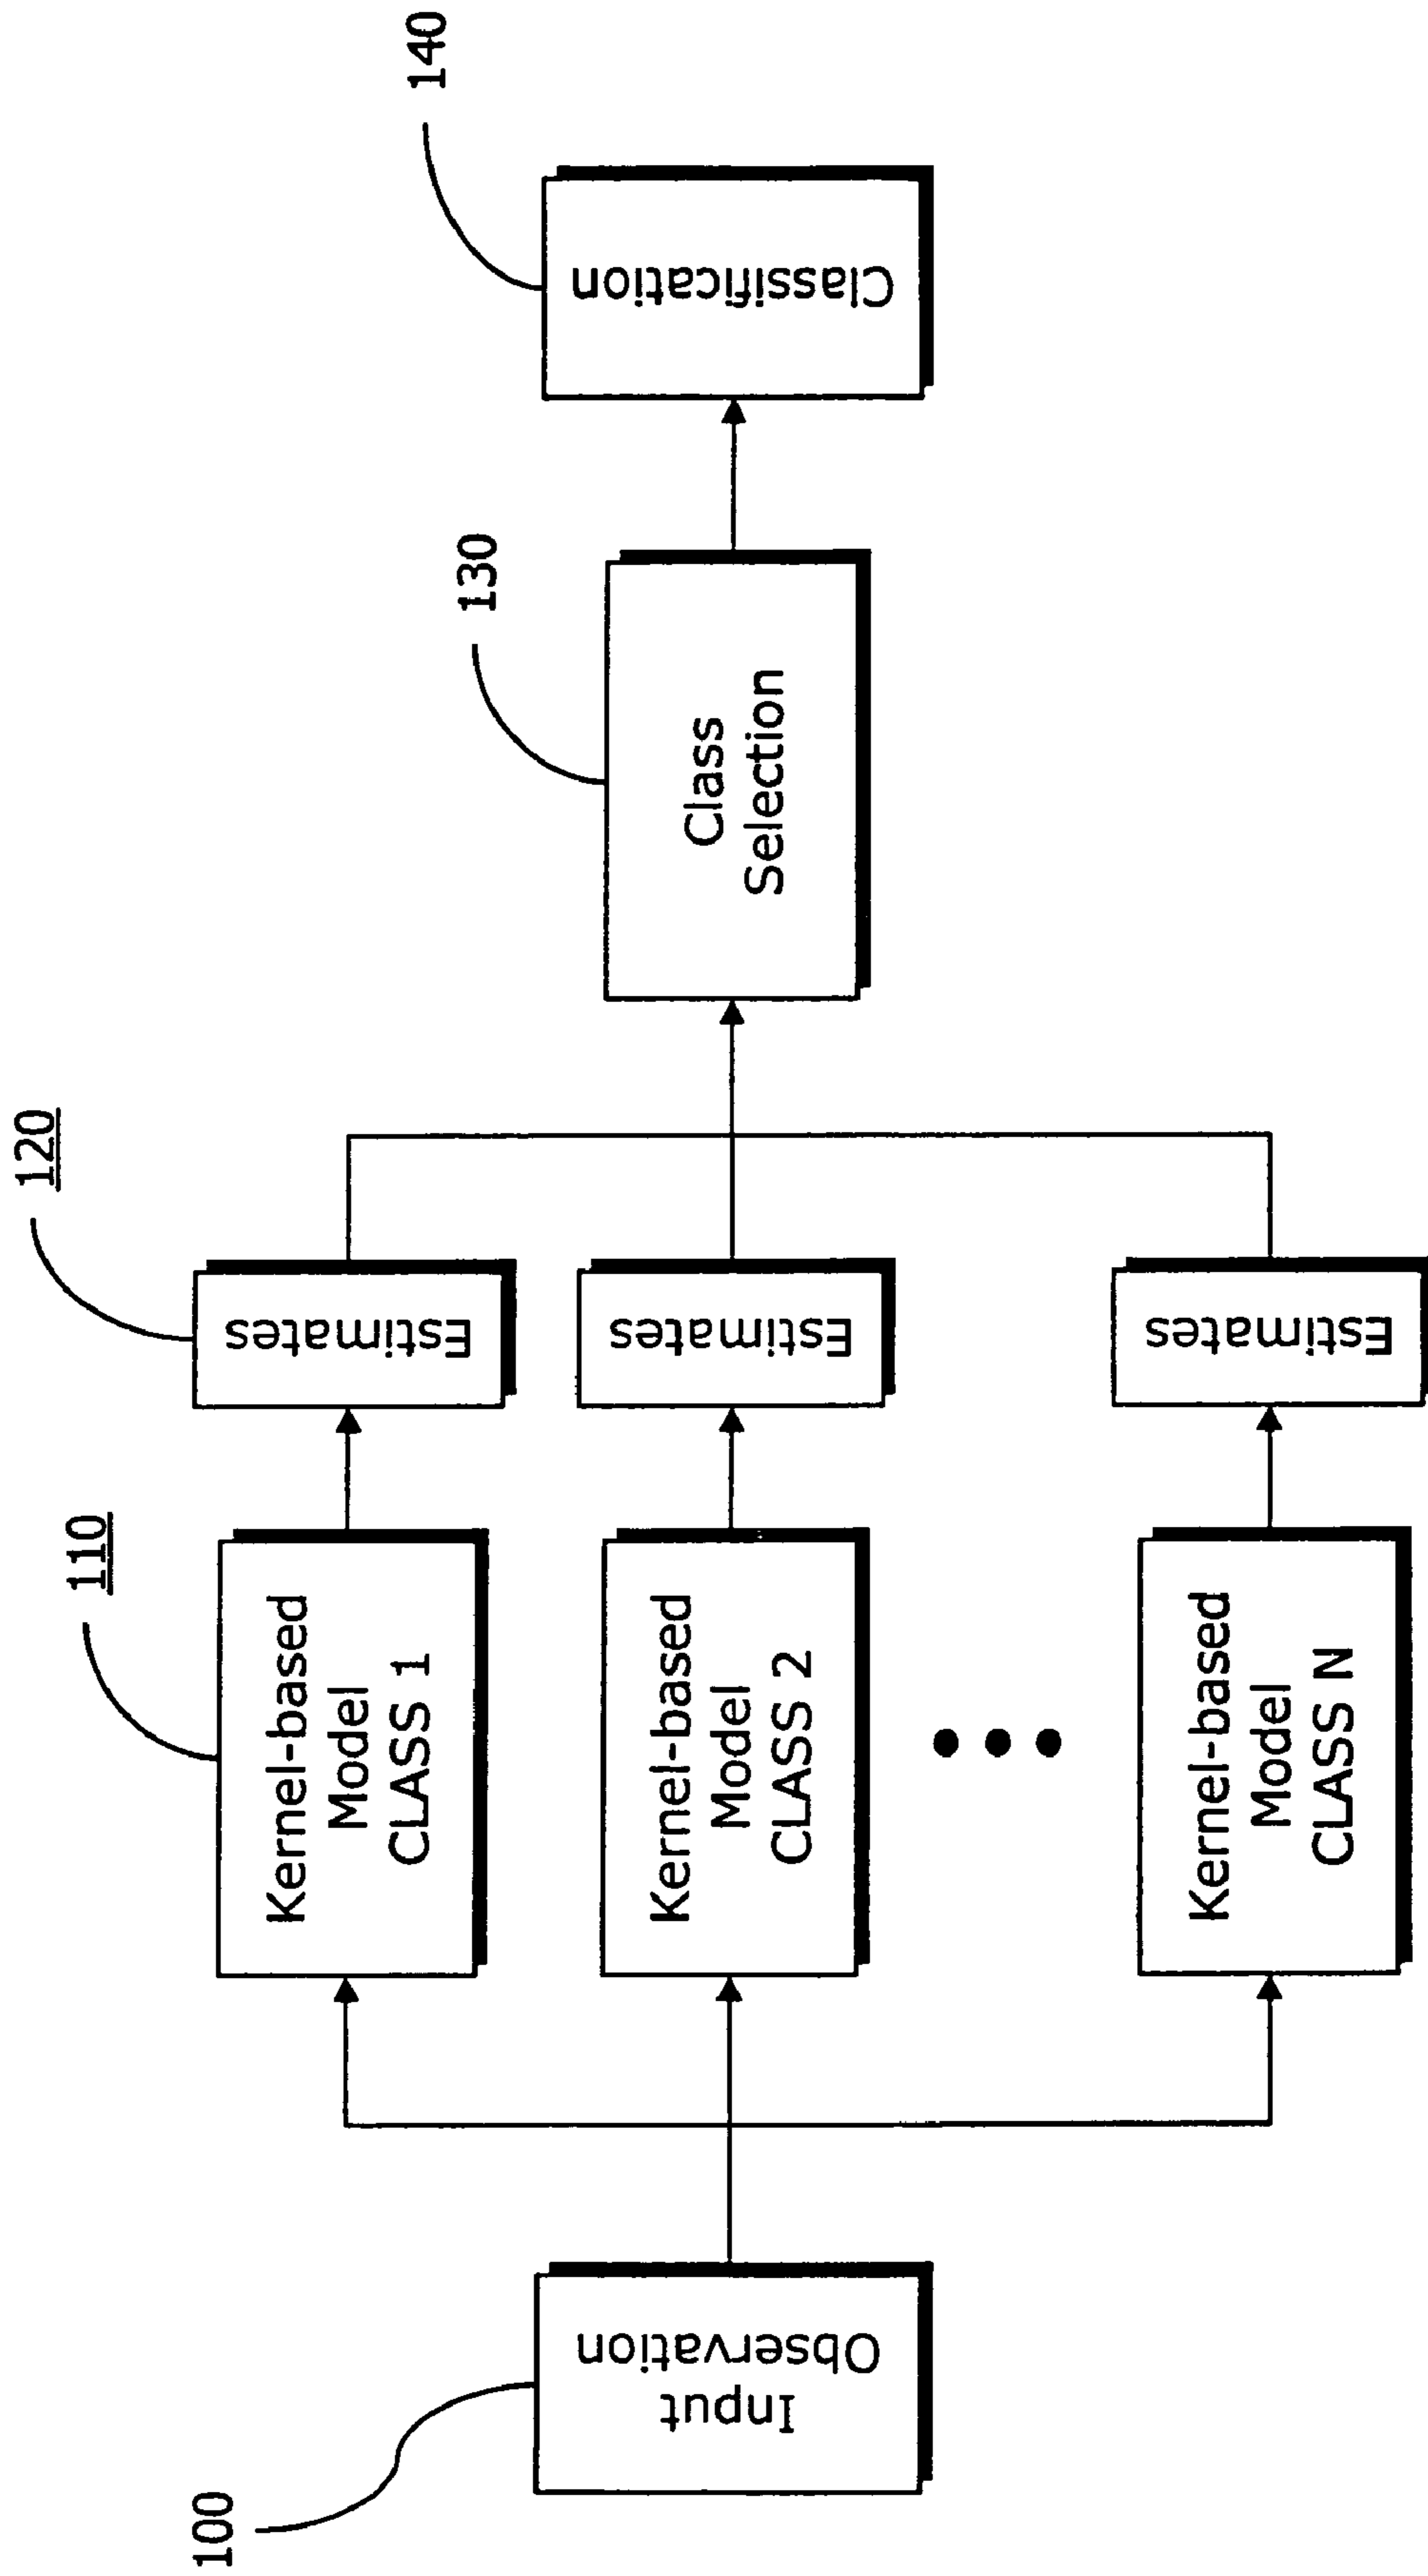 100
Input
Observation
110
Kernel-based
Model
CLASS 1
Kernel-based
Model
CLASS 2
Kernel-based
Model
CLASS N
120
Estimates
Estimates
Estimates
130
Class
Selection
140
Classification